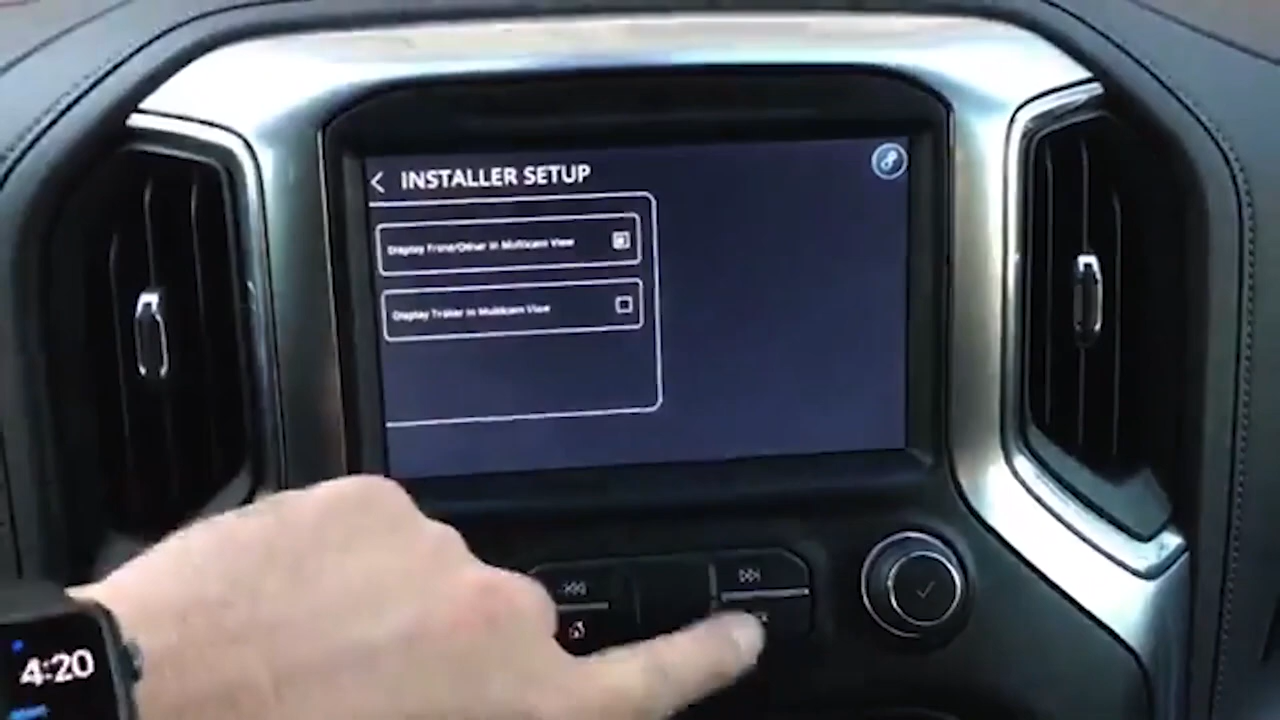 INSTALLER SETUP
Display Front/Other in Multicam View
Display Trailer in Multicam View
4:20